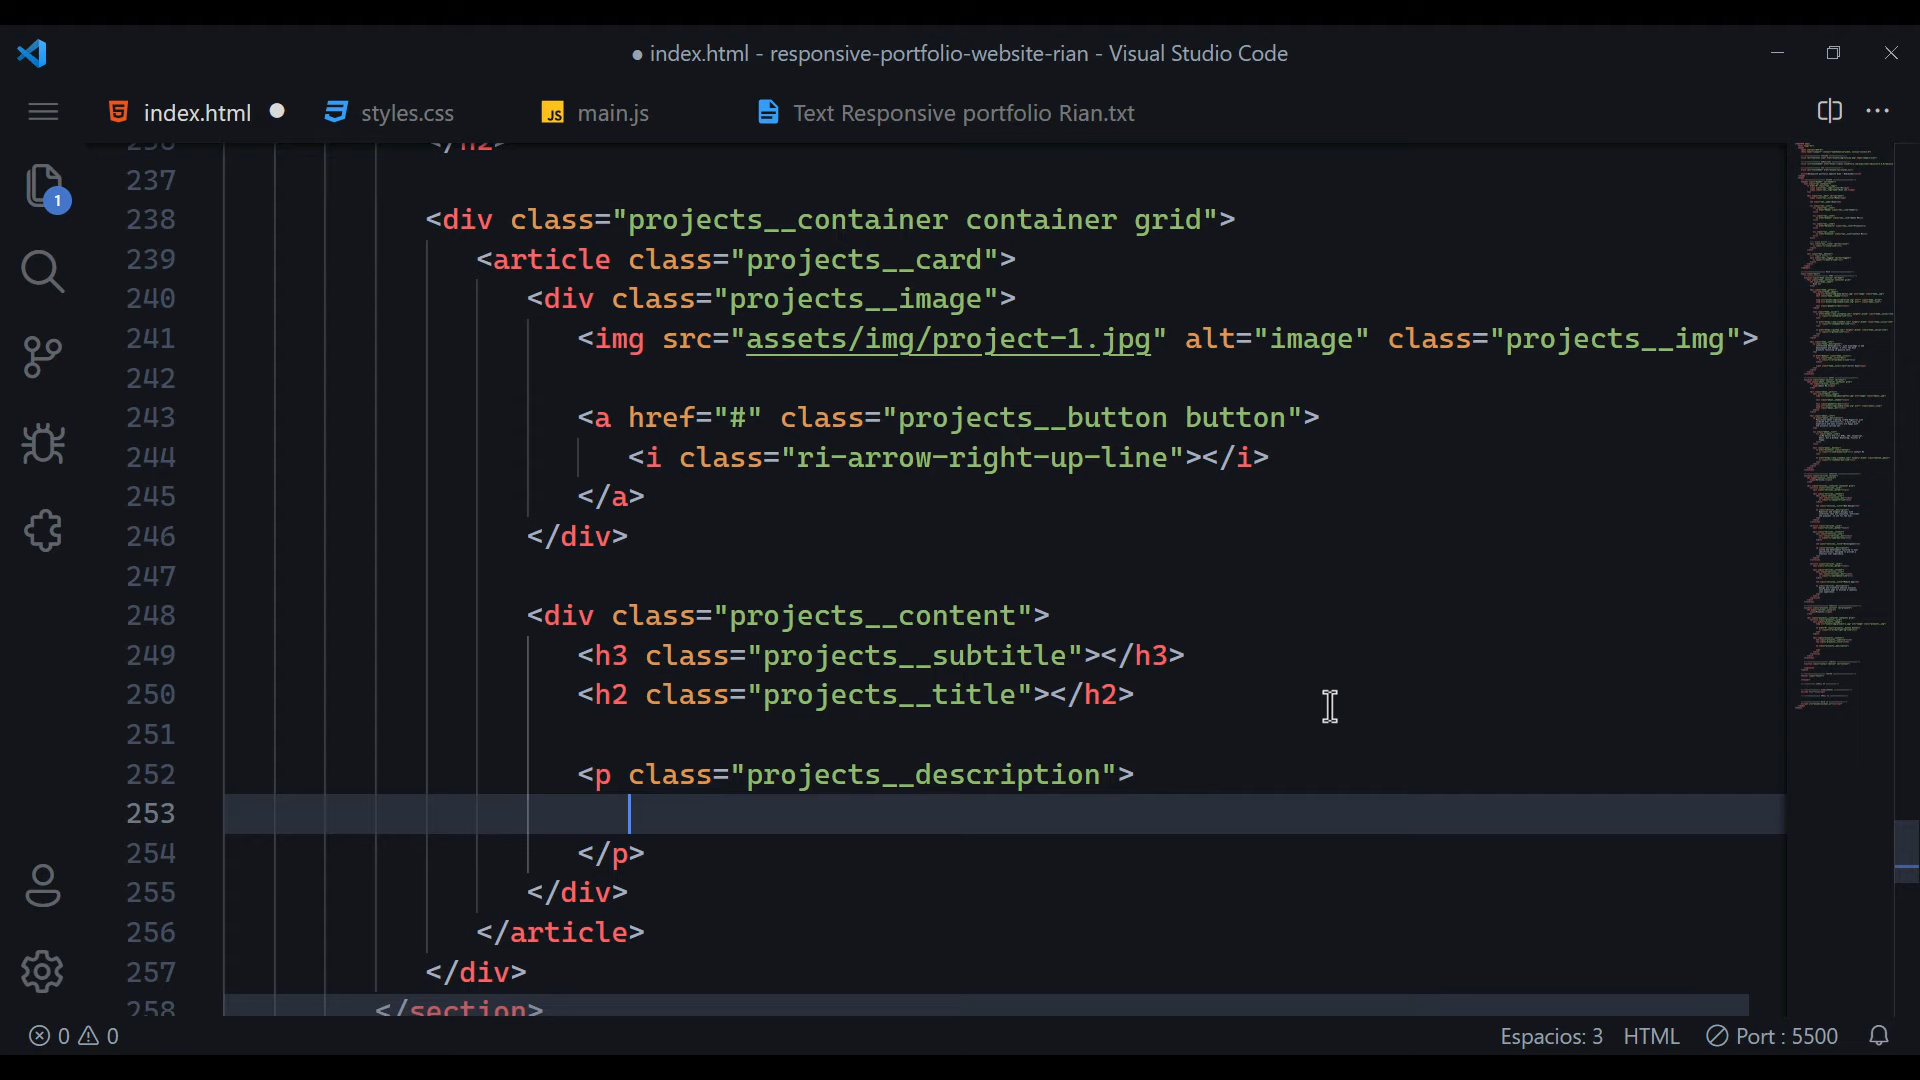 ● index.html - responsive-portfolio-website-rian - Visual Studio Code
index.html ● styles.css JS main.js Text Responsive portfolio Rian.txt
236 </h2>
237
238 <div class="projects__container container grid">
239 <article class="projects__card">
240 <div class="projects__image">
241 <img src="assets/img/project-1.jpg" alt="image" class="projects__img">
242
243 <a href="#" class="projects__button button">
244 <i class="ri-arrow-right-up-line"></i>
245 </a>
246 </div>
247
248 <div class="projects__content">
249 <h3 class="projects__subtitle"></h3>
250 <h2 class="projects__title"></h2>
251
252 <p class="projects__description">
253
254 </p>
255 </div>
256 </article>
257 </div>
258 </section>
1
0 0 Espacios: 3 HTML Port : 5500